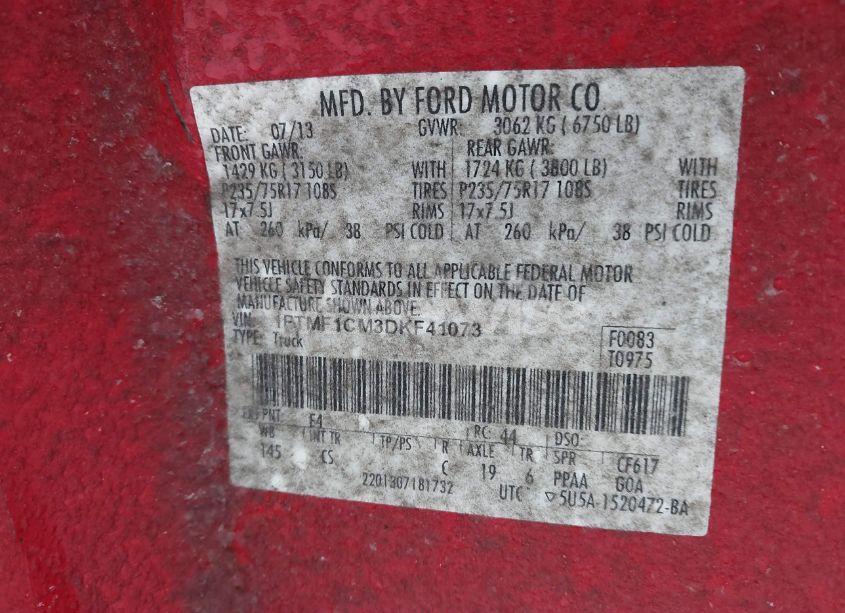 MFD. BY FORD MOTOR CO
DATE: 07/13 GVWR: 3062 KG ( 6750 LB)
FRONT GAWR: REAR GAWR:
1429 KG ( 3150 LB) WITH 1724 KG ( 3800 LB) WITH
P235/75R17 108S TIRES P235/75R17 108S TIRES
17x7.5J RIMS 17x7.5J RIMS
AT 260 kPa/ 38 PSI COLD AT 260 kPa/ 38 PSI COLD
THIS VEHICLE CONFORMS TO ALL APPLICABLE FEDERAL MOTOR
VEHICLE SAFETY STANDARDS IN EFFECT ON THE DATE OF
MANUFACTURE SHOWN ABOVE.
VIN: 1FTMF1CM3DKF41073
TYPE: Truck
F0083
T0975
EXT PNT: E4 RC: 44 DSO:
WB INT TR TP/PS R AXLE TR SPR CF617
145 CS C 19 6 PPAA GOA
2201307181732 UTC ▽5U5A-1520472-BA